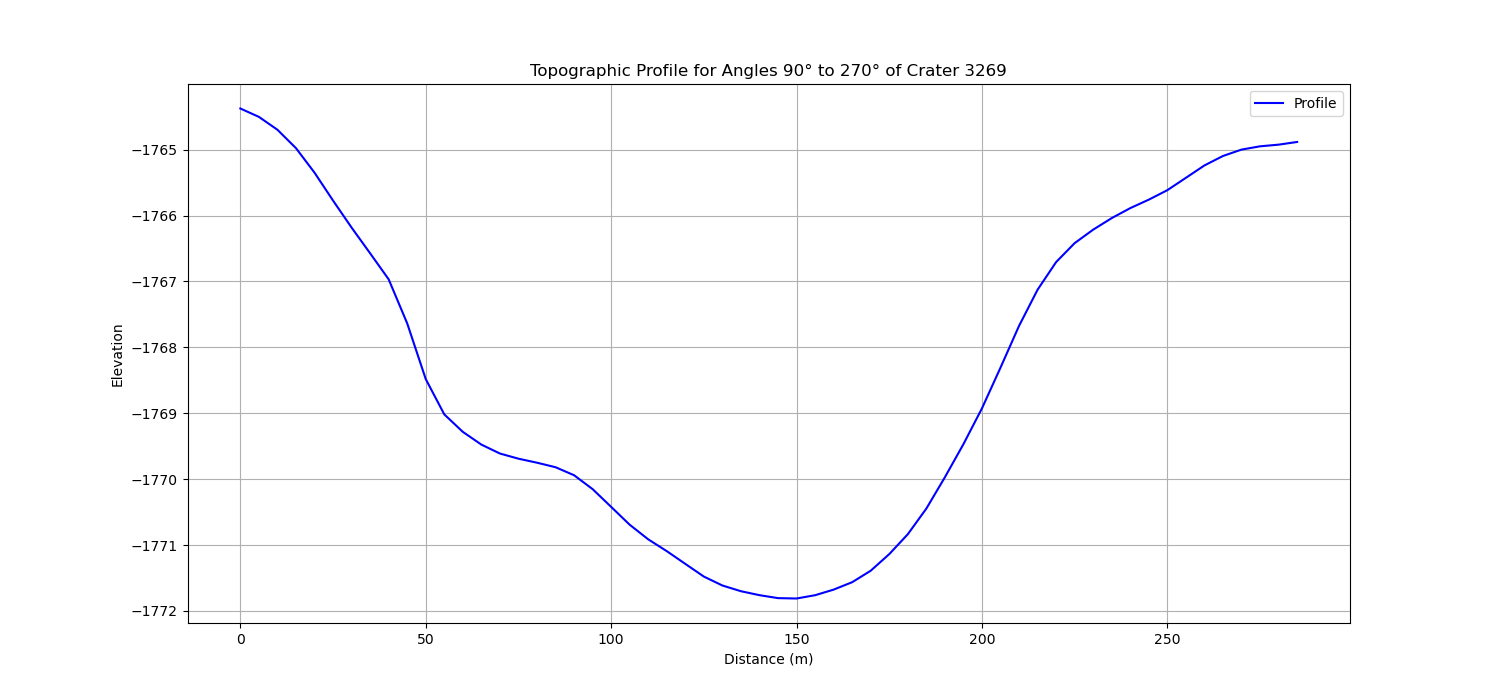 Topographic Profile for Angles 90° to 270° of Crater 3269
Profile
−1765
−1766
−1767
−1768
−1769
−1770
−1771
−1772
Elevation
0 50 100 150 200 250
Distance (m)